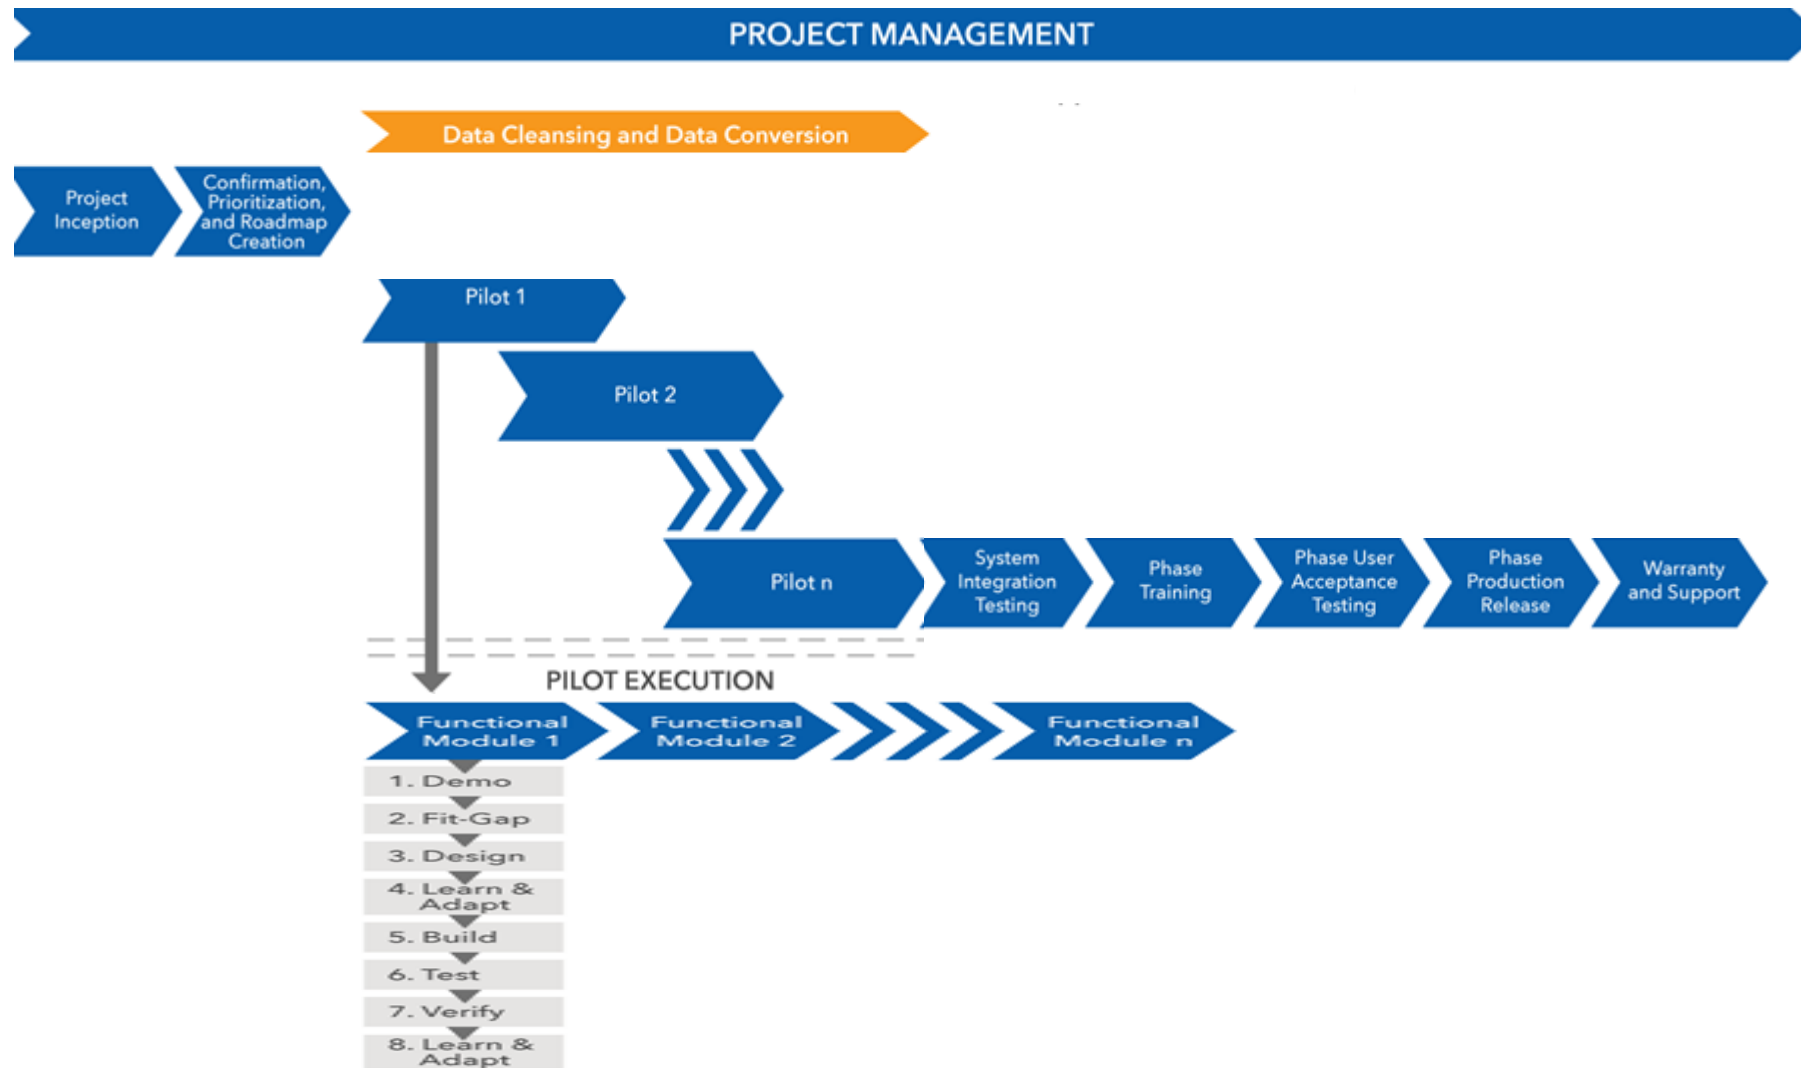 PROJECT MANAGEMENT
Data Cleansing and Data Conversion
Project
Inception
Confirmation,
Prioritization,
and Roadmap
Creation
Pilot 1
Pilot 2
Pilot n
System
Integration
Testing
Phase
Training
Phase User
Acceptance
Testing
Phase
Production
Release
Warranty
and Support
PILOT EXECUTION
Functional
Module 1
Functional
Module 2
Functional
Module n
1. Demo
2. Fit-Gap
3. Design
4. Learn &
Adapt
5. Build
6. Test
7. Verify
8. Learn &
Adapt